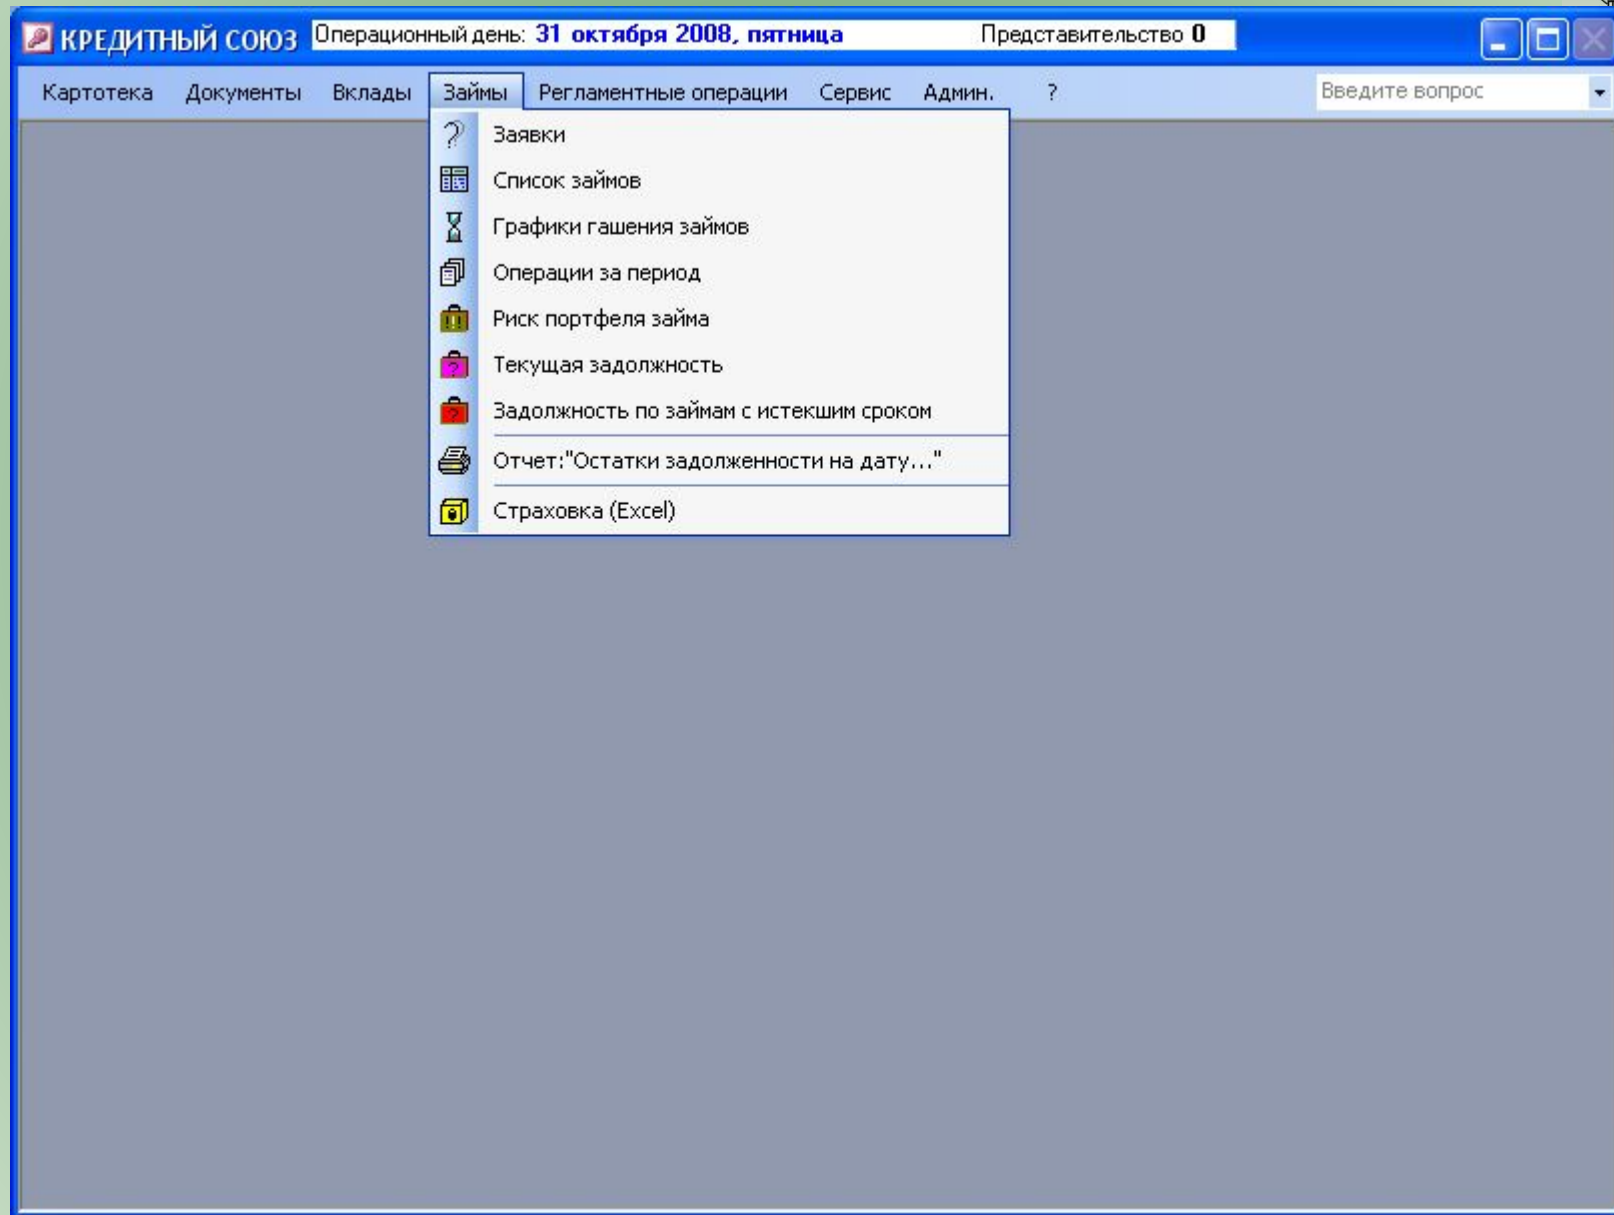 КРЕДИТНЫЙ СОЮЗ Операционный день: 31 октября 2008, пятница Представительство 0
Картотека Документы Вклады Займы Регламентные операции Сервис Админ. ? Введите вопрос
Заявки
Список займов
Графики гашения займов
Операции за период
Риск портфеля займа
Текущая задолжность
Задолжность по займам с истекшим сроком
Отчет:"Остатки задолженности на дату..."
Страховка (Excel)